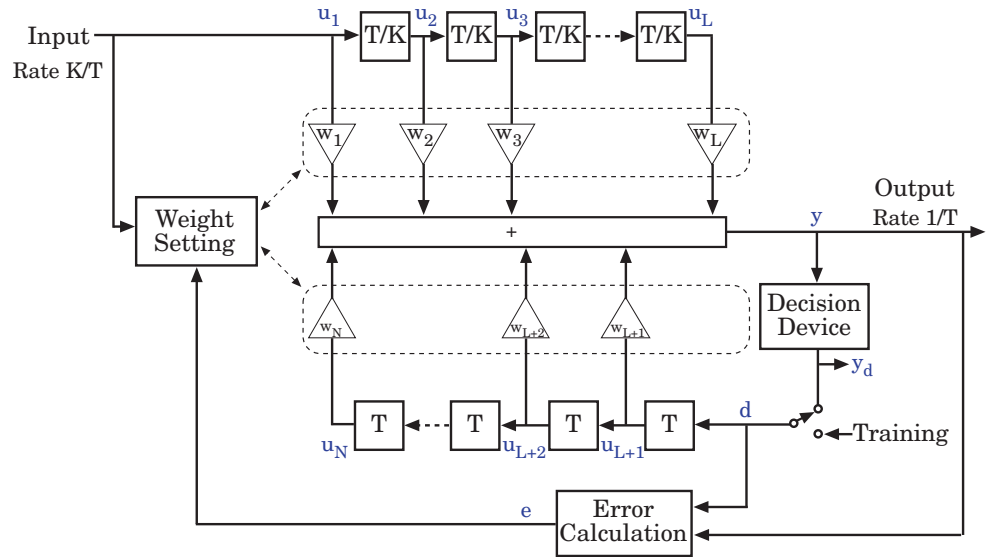 u1 u2 u3 uL
Input T/K T/K T/K T/K
Rate K/T
w1 w2 w3 wL
Weight
Setting
Output
Rate 1/T
+
y
Decision
Device
yd
wN wL+2 wL+1
T T T T
d
uN uL+2 uL+1
Training
e
Error
Calculation